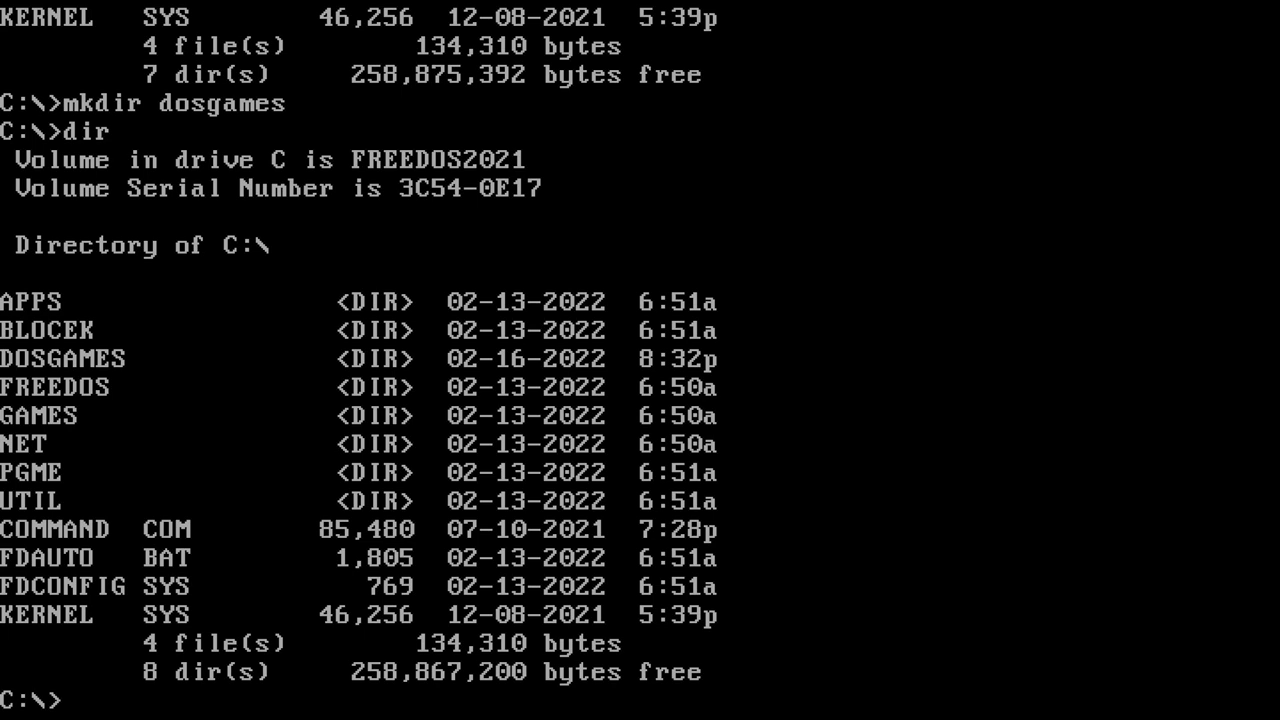 KERNEL   SYS        46,256  12-08-2021  5:39p
         4 file(s)        134,310 bytes
         7 dir(s)     258,875,392 bytes free
C:\>mkdir dosgames
C:\>dir
 Volume in drive C is FREEDOS2021
 Volume Serial Number is 3C54-0E17

 Directory of C:\

APPS                 <DIR>  02-13-2022  6:51a
BLOCEK               <DIR>  02-13-2022  6:51a
DOSGAMES             <DIR>  02-16-2022  8:32p
FREEDOS              <DIR>  02-13-2022  6:50a
GAMES                <DIR>  02-13-2022  6:50a
NET                  <DIR>  02-13-2022  6:50a
PGME                 <DIR>  02-13-2022  6:51a
UTIL                 <DIR>  02-13-2022  6:51a
COMMAND  COM        85,480  07-10-2021  7:28p
FDAUTO   BAT         1,805  02-13-2022  6:51a
FDCONFIG SYS           769  02-13-2022  6:51a
KERNEL   SYS        46,256  12-08-2021  5:39p
         4 file(s)        134,310 bytes
         8 dir(s)     258,867,200 bytes free
C:\>